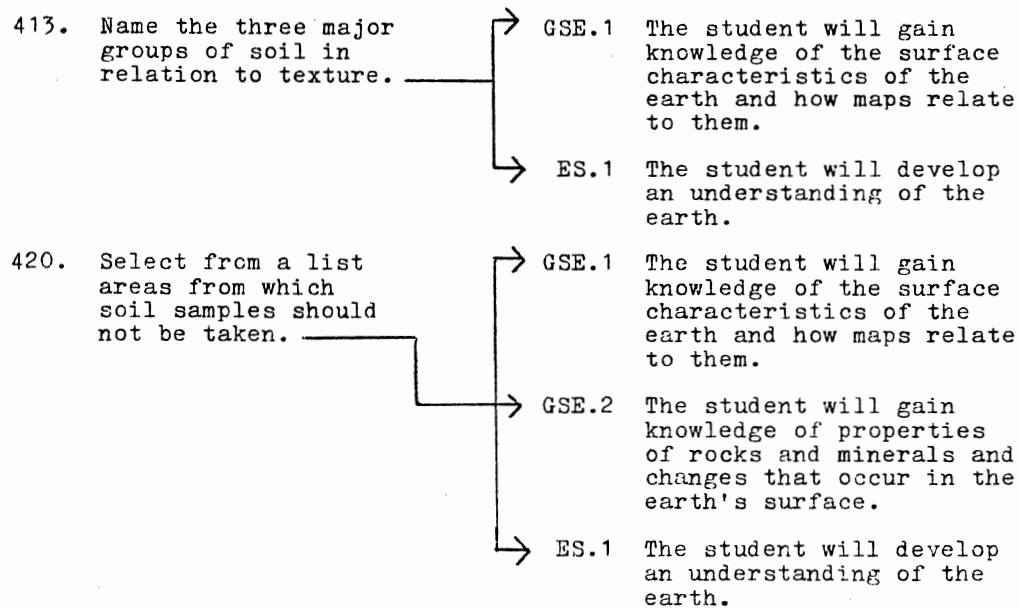 413. Name the three major
groups of soil in
relation to texture.
GSE.1 The student will gain
knowledge of the surface
characteristics of the
earth and how maps relate
to them.
ES.1 The student will develop
an understanding of the
earth.
420. Select from a list
areas from which
soil samples should
not be taken.
GSE.1 The student will gain
knowledge of the surface
characteristics of the
earth and how maps relate
to them.
GSE.2 The student will gain
knowledge of properties
of rocks and minerals and
changes that occur in the
earth's surface.
ES.1 The student will develop
an understanding of the
earth.